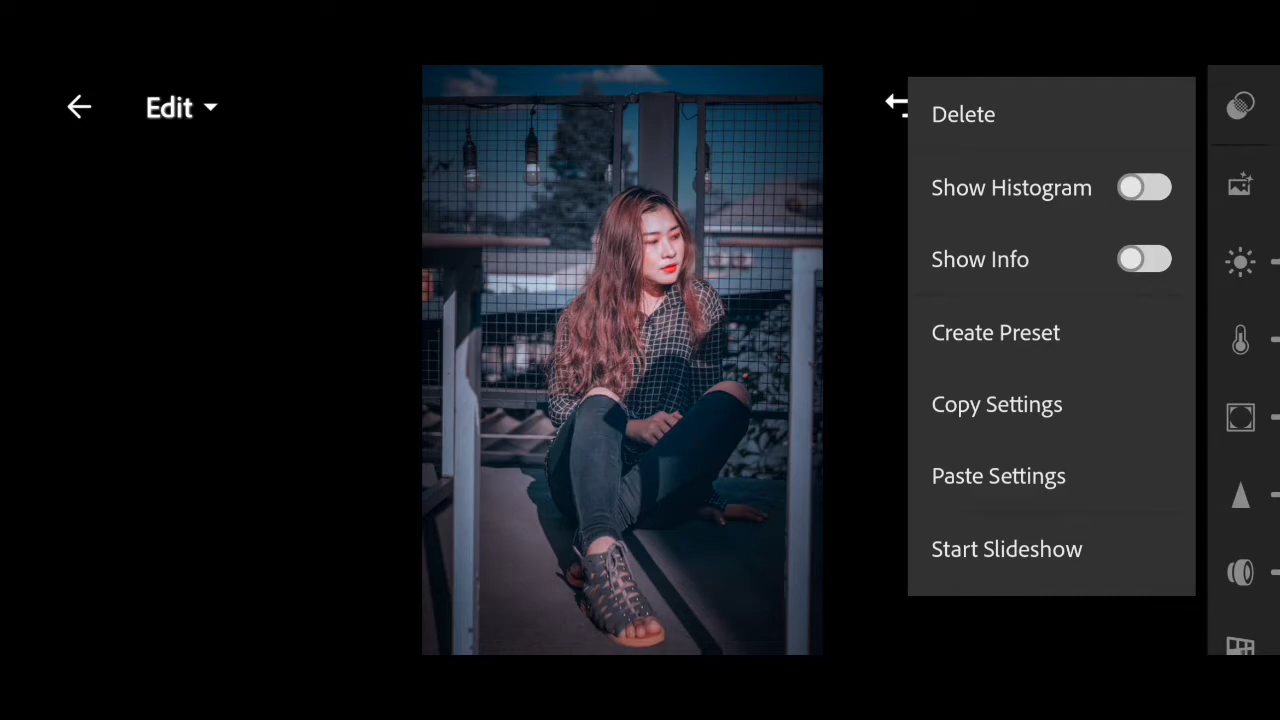 Edit
Delete
Show Histogram
Show Info
Create Preset
Copy Settings
Paste Settings
Start Slideshow